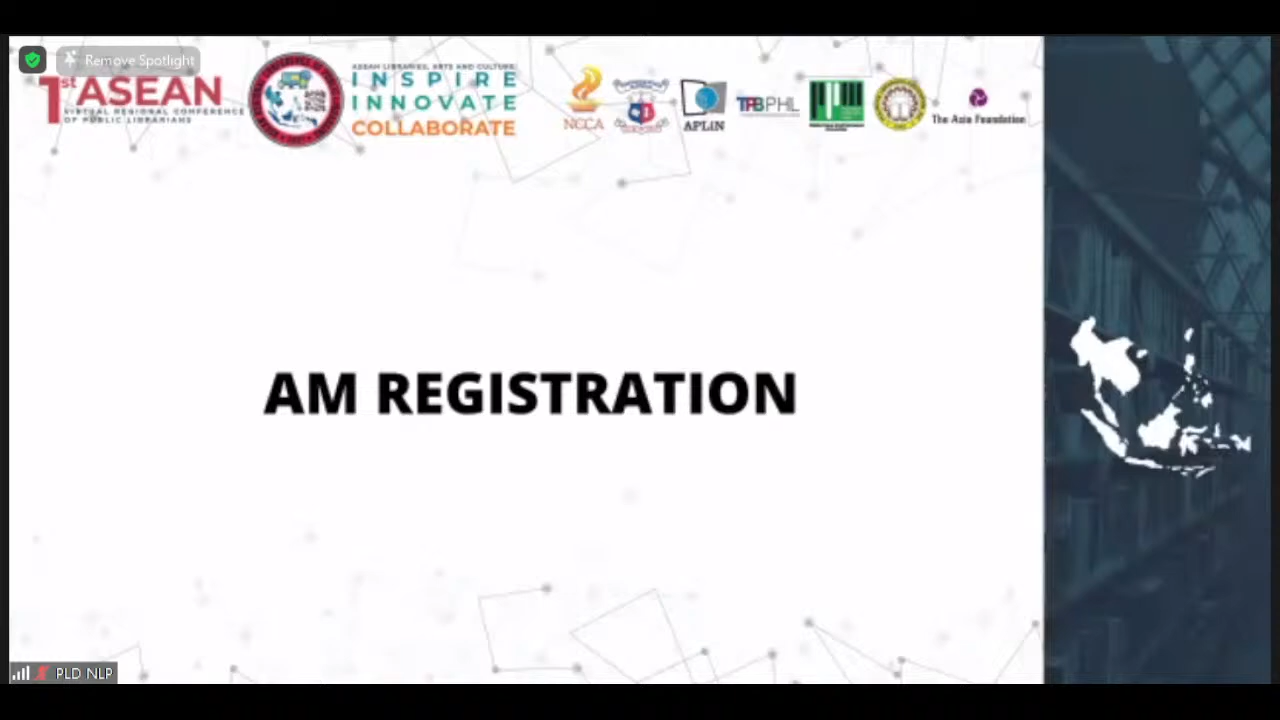 Remove Spotlight
1st ASEAN
VIRTUAL REGIONAL CONFERENCE
OF PUBLIC LIBRARIANS
ASEAN LIBRARIES, ARTS AND CULTURE:
INSPIRE
INNOVATE
COLLABORATE
NCCA
APLiN
TPBPHL
The Asia Foundation
AM REGISTRATION
PLD NLP